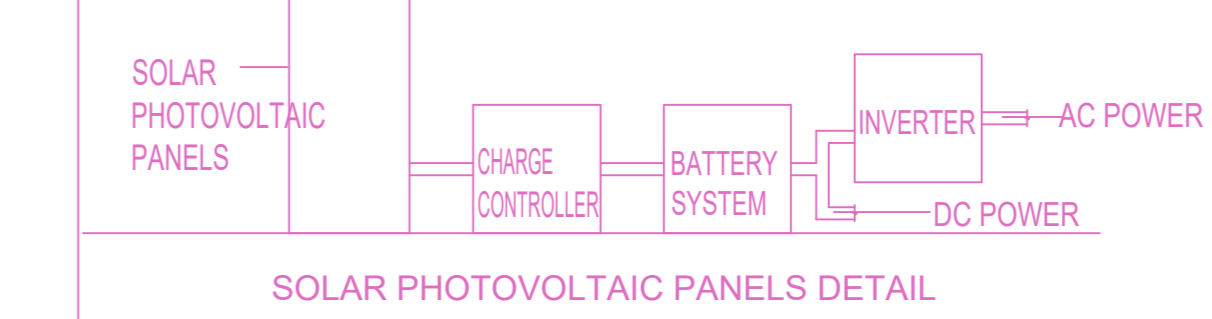 SOLAR
PHOTOVOLTAIC
PANELS
CHARGE
CONTROLLER
BATTERY
SYSTEM
INVERTER
AC POWER
DC POWER
SOLAR PHOTOVOLTAIC PANELS DETAIL